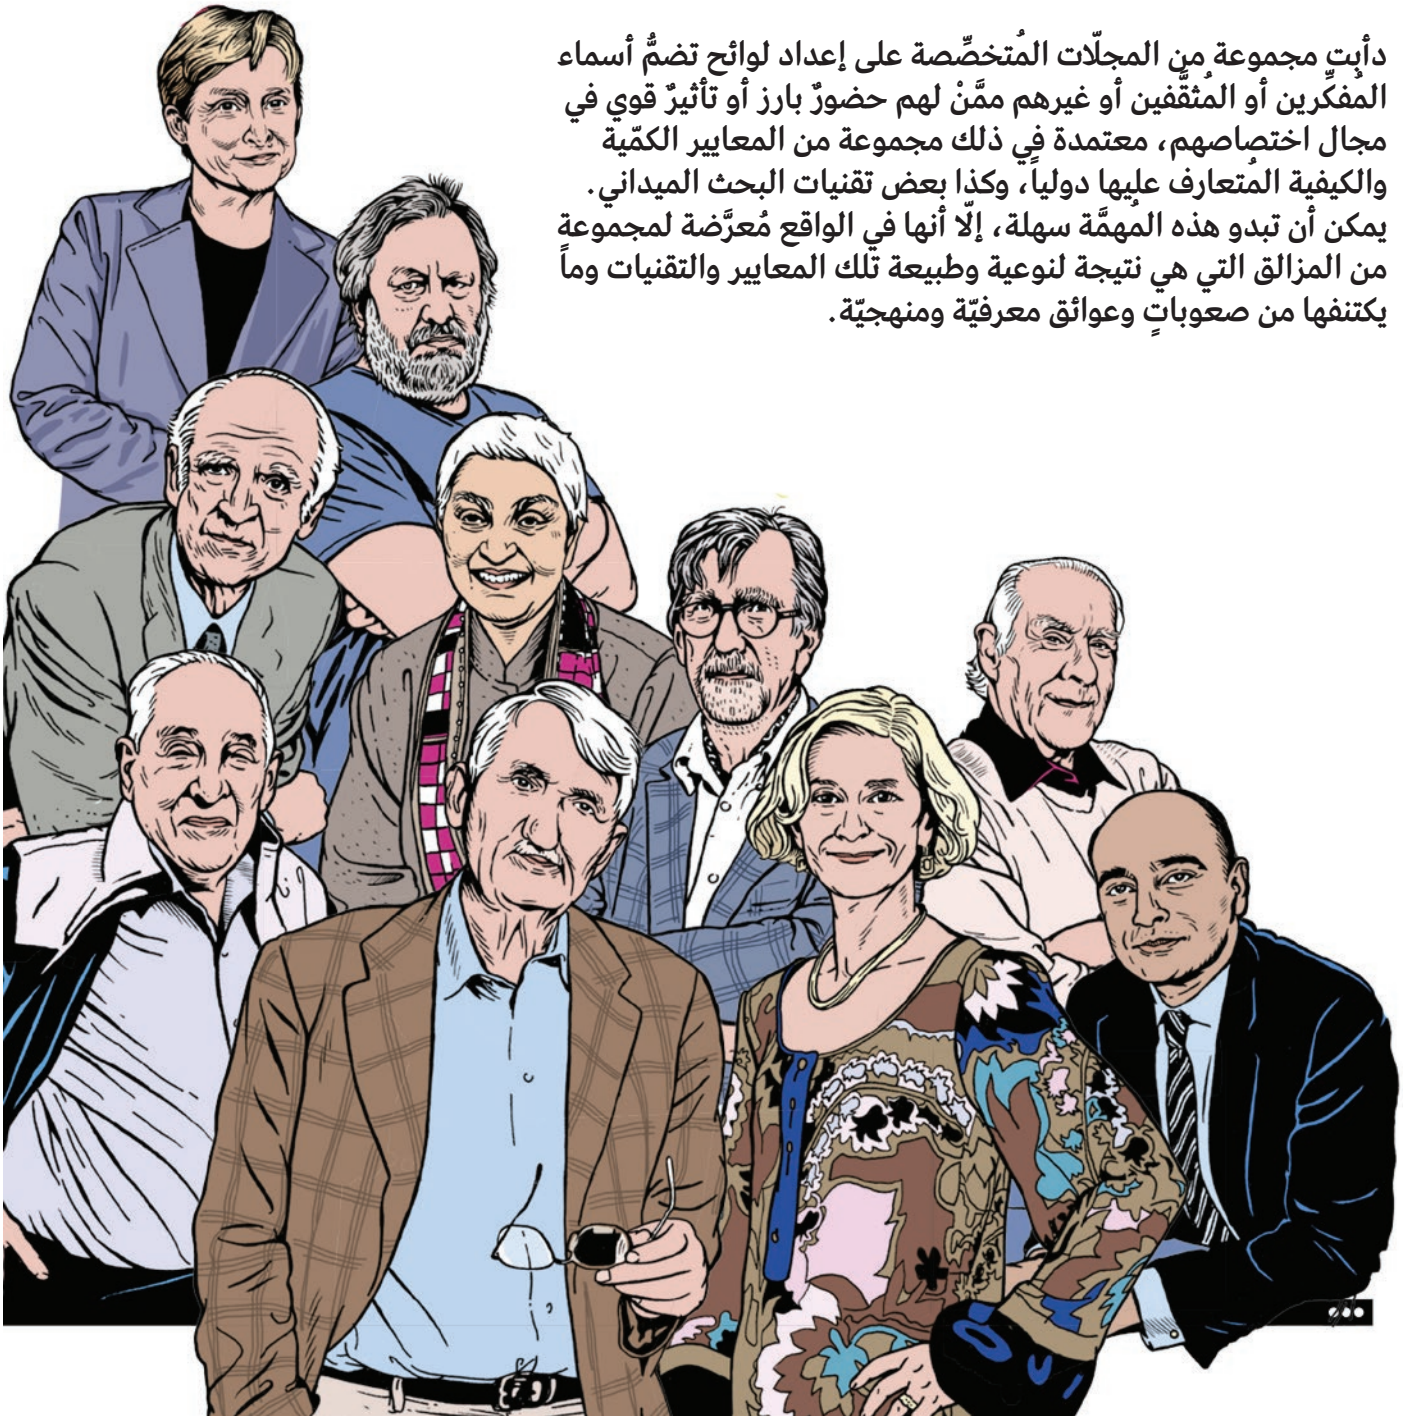 دأبت مجموعة من المجلّات المُتخصِّصة على إعداد لوائح تضمُّ أسماء
المُفكِّرين أو المُثقَّفين أو غيرهم ممَّنْ لهم حضورٌ بارز أو تأثيرٌ قوي في
مجال اختصاصهم، معتمدة في ذلك مجموعة من المعايير الكمّية
والكيفية المُتعارف عليها دولياً، وكذا بعض تقنيات البحث الميداني.
يمكن أن تبدو هذه المُهمَّة سهلة، إلّا أنها في الواقع مُعرَّضة لمجموعة
من المزالق التي هي نتيجة لنوعية وطبيعة تلك المعايير والتقنيات وما
يكتنفها من صعوباتٍ وعوائق معرفيّة ومنهجيّة.